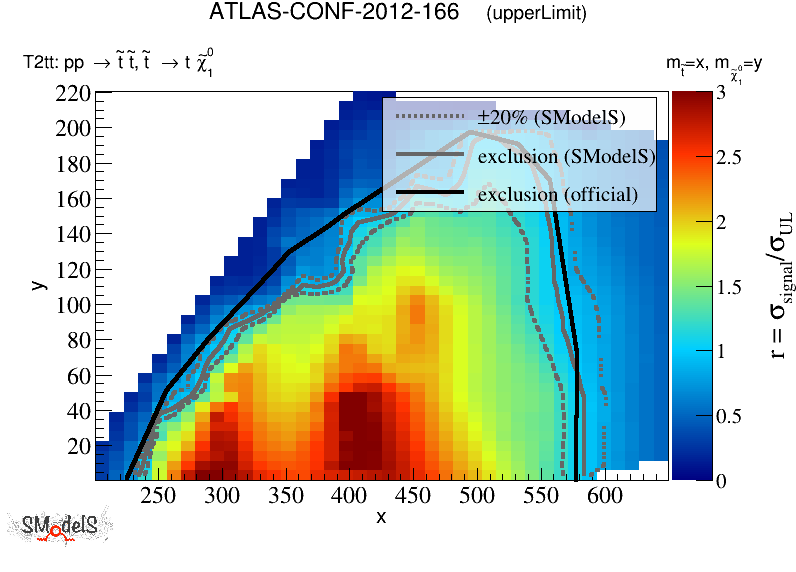 ATLAS-CONF-2012-166 (upperLimit)
T2tt: pp → t̃ t̃, t̃ → t χ̃⁰₁
m_t̃=x, m_χ̃⁰₁=y
±20% (SModelS)
exclusion (SModelS)
exclusion (official)
220
200
180
160
140
120
100
80
60
40
20
y
250 300 350 400 450 500 550 600
x
3
2.5
2
1.5
1
0.5
0
r = σ_signal/σ_UL
SModelS